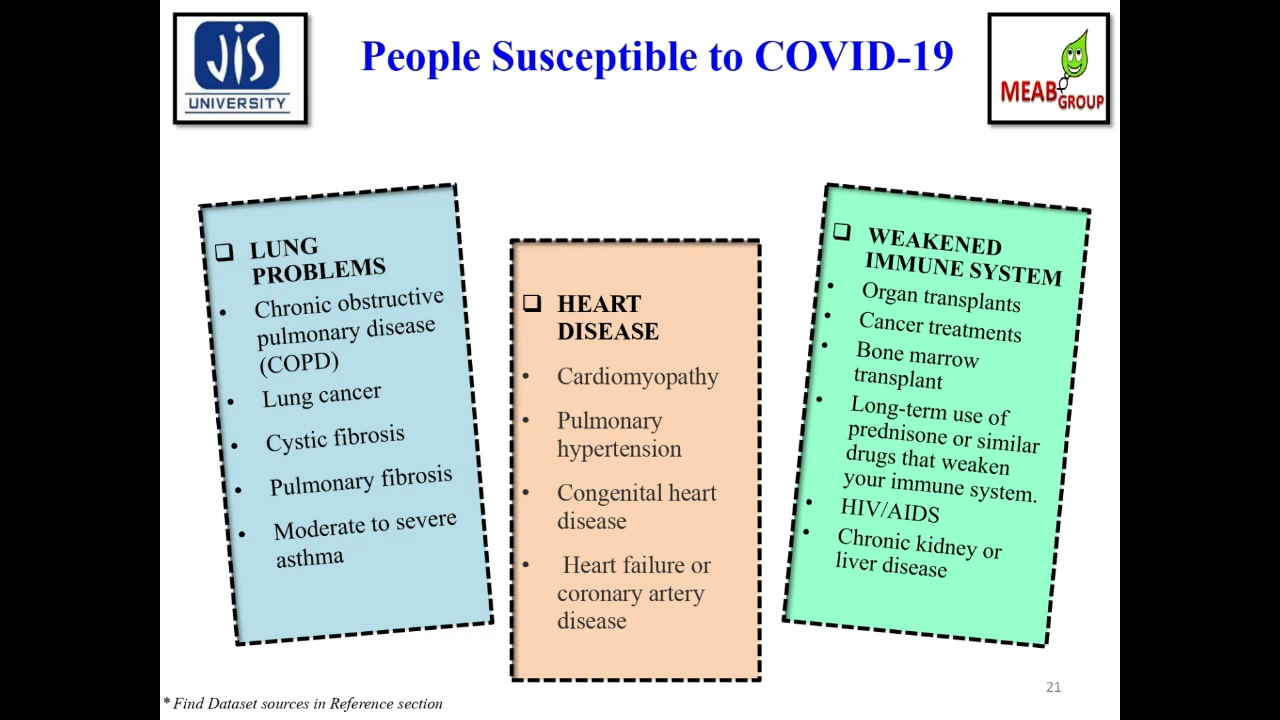 JIS
UNIVERSITY
People Susceptible to COVID-19
MEAB
GROUP
❑ LUNG
PROBLEMS
• Chronic obstructive
pulmonary disease
(COPD)
• Lung cancer
• Cystic fibrosis
• Pulmonary fibrosis
• Moderate to severe
asthma
❑ HEART
DISEASE
• Cardiomyopathy
• Pulmonary
hypertension
• Congenital heart
disease
• Heart failure or
coronary artery
disease
❑ WEAKENED
IMMUNE SYSTEM
• Organ transplants
• Cancer treatments
• Bone marrow
transplant
• Long-term use of
prednisone or similar
drugs that weaken
your immune system.
• HIV/AIDS
• Chronic kidney or
liver disease
21
* Find Dataset sources in Reference section